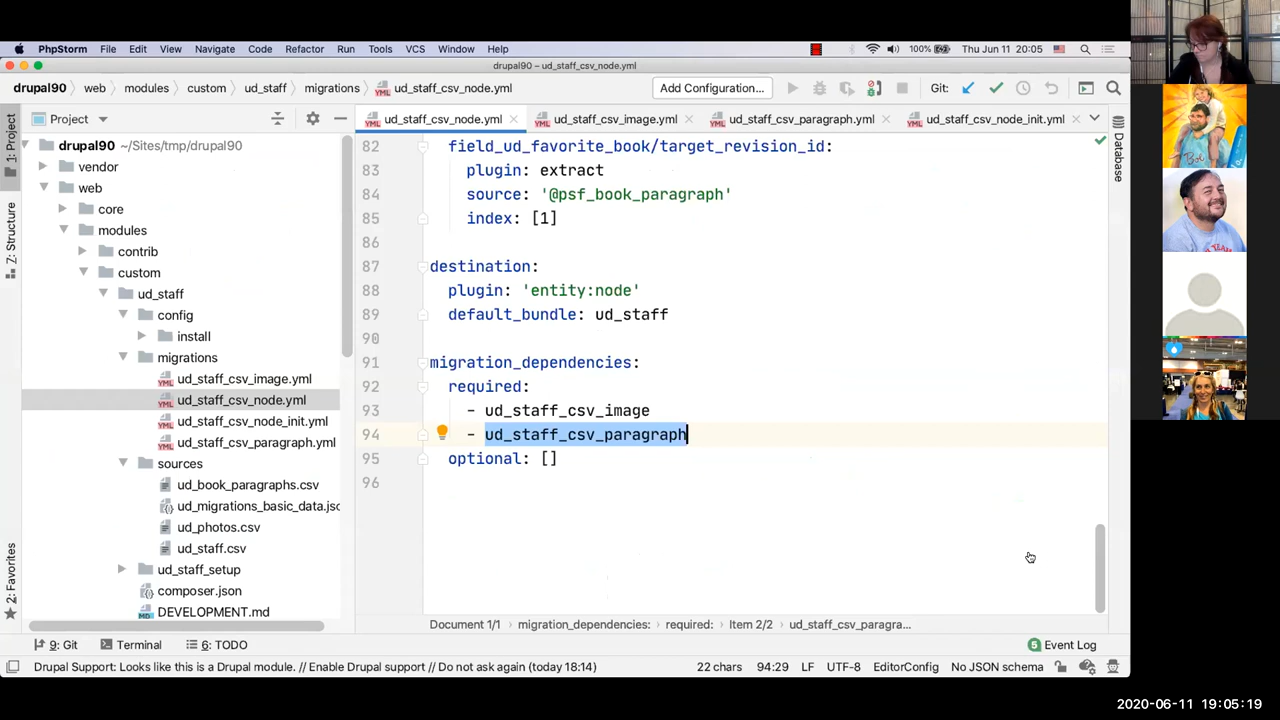 PhpStorm File Edit View Navigate Code Refactor Run Tools VCS Window Help 100% Thu Jun 11 20:05
drupal90 – ud_staff_csv_node.yml
drupal90 › web › modules › custom › ud_staff › migrations › ud_staff_csv_node.yml Add Configuration... Git:
1: Project
Z: Structure
2: Favorites
Project
drupal90 ~/Sites/tmp/drupal90
vendor
web
core
modules
contrib
custom
ud_staff
config
install
migrations
ud_staff_csv_image.yml
ud_staff_csv_node.yml
ud_staff_csv_node_init.yml
ud_staff_csv_paragraph.yml
sources
ud_book_paragraphs.csv
ud_migrations_basic_data.jsc
ud_photos.csv
ud_staff.csv
ud_staff_setup
composer.json
DEVELOPMENT.md
ud_staff_csv_node.yml ud_staff_csv_image.yml ud_staff_csv_paragraph.yml ud_staff_csv_node_init.yml
82 field_ud_favorite_book/target_revision_id:
83 plugin: extract
84 source: '@psf_book_paragraph'
85 index: [1]
86
87 destination:
88 plugin: 'entity:node'
89 default_bundle: ud_staff
90
91 migration_dependencies:
92 required:
93 - ud_staff_csv_image
94 - ud_staff_csv_paragraph
95 optional: []
96
Database
Document 1/1 › migration_dependencies: › required: › Item 2/2 › ud_staff_csv_paragra...
9: Git Terminal 6: TODO 5 Event Log
Drupal Support: Looks like this is a Drupal module. // Enable Drupal support // Do not ask again (today 18:14) 22 chars 94:29 LF UTF-8 EditorConfig No JSON schema
2020-06-11 19:05:19